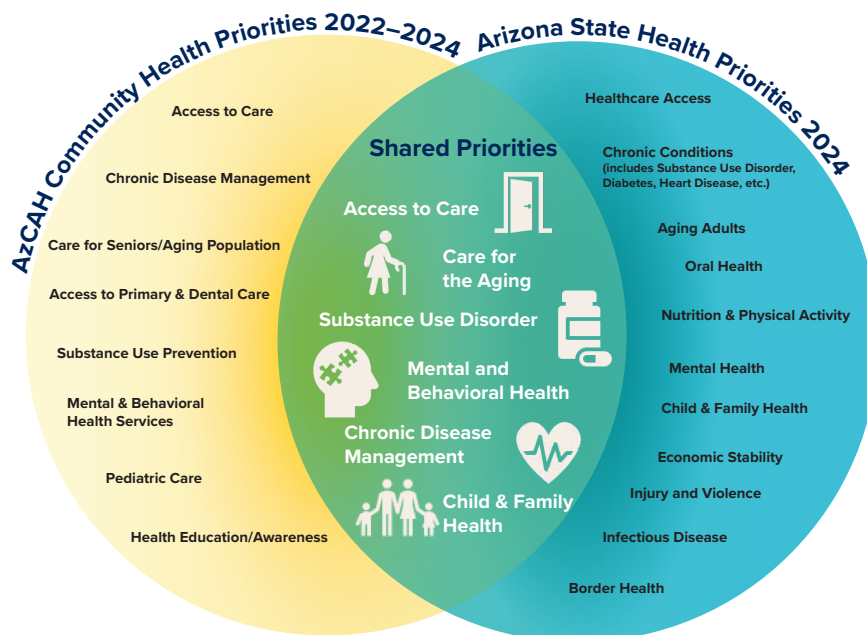 AzCAH Community Health Priorities 2022–2024
Access to Care
Chronic Disease Management
Care for Seniors/Aging Population
Access to Primary & Dental Care
Substance Use Prevention
Mental & Behavioral
Health Services
Pediatric Care
Health Education/Awareness
Shared Priorities
Access to Care
Care for
the Aging
Substance Use Disorder
Mental and
Behavioral Health
Chronic Disease
Management
Child & Family
Health
Arizona State Health Priorities 2024
Healthcare Access
Chronic Conditions
(includes Substance Use Disorder,
Diabetes, Heart Disease, etc.)
Aging Adults
Oral Health
Nutrition & Physical Activity
Mental Health
Child & Family Health
Economic Stability
Injury and Violence
Infectious Disease
Border Health